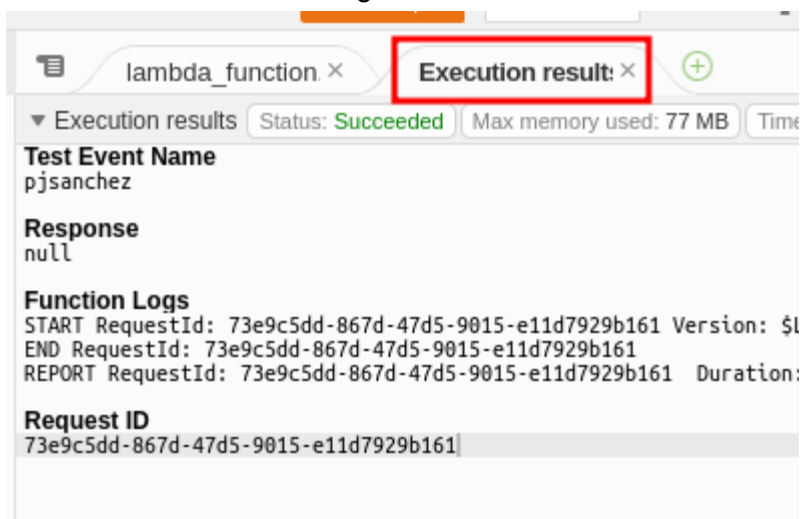 lambda_function.
Execution result:
Execution results Status: Succeeded Max memory used: 77 MB Time
Test Event Name
pjsanchez
Response
null
Function Logs
START RequestId: 73e9c5dd-867d-47d5-9015-e11d7929b161 Version: $L
END RequestId: 73e9c5dd-867d-47d5-9015-e11d7929b161
REPORT RequestId: 73e9c5dd-867d-47d5-9015-e11d7929b161 Duration:
Request ID
73e9c5dd-867d-47d5-9015-e11d7929b161